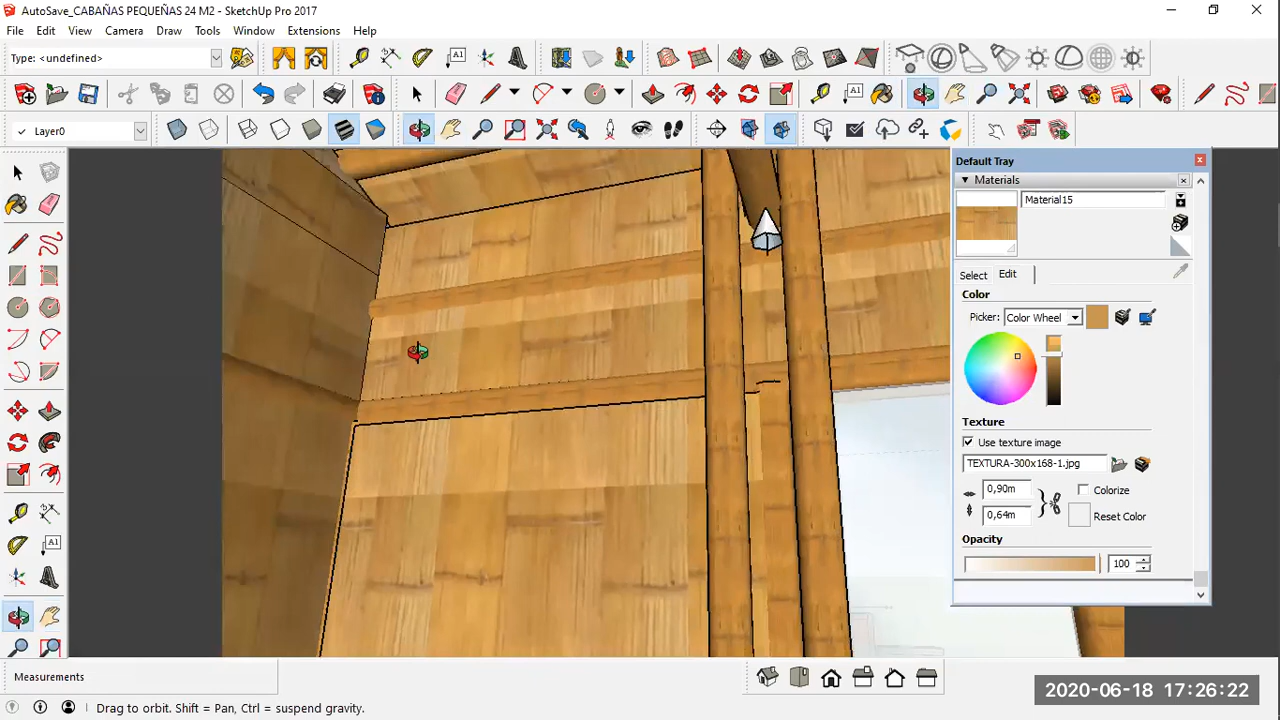 AutoSave_CABAÑAS PEQUEÑAS 24 M2 - SketchUp Pro 2017
File Edit View Camera Draw Tools Window Extensions Help
Type: <undefined>
Layer0
Default Tray
Materials
Material15
Select Edit
Color
Picker: Color Wheel
Texture
Use texture image
TEXTURA-300x168-1.jpg
0,90m
Colorize
0,64m
Reset Color
Opacity
100
Measurements
2020-06-18 17:26:22
Drag to orbit. Shift = Pan, Ctrl = suspend gravity.